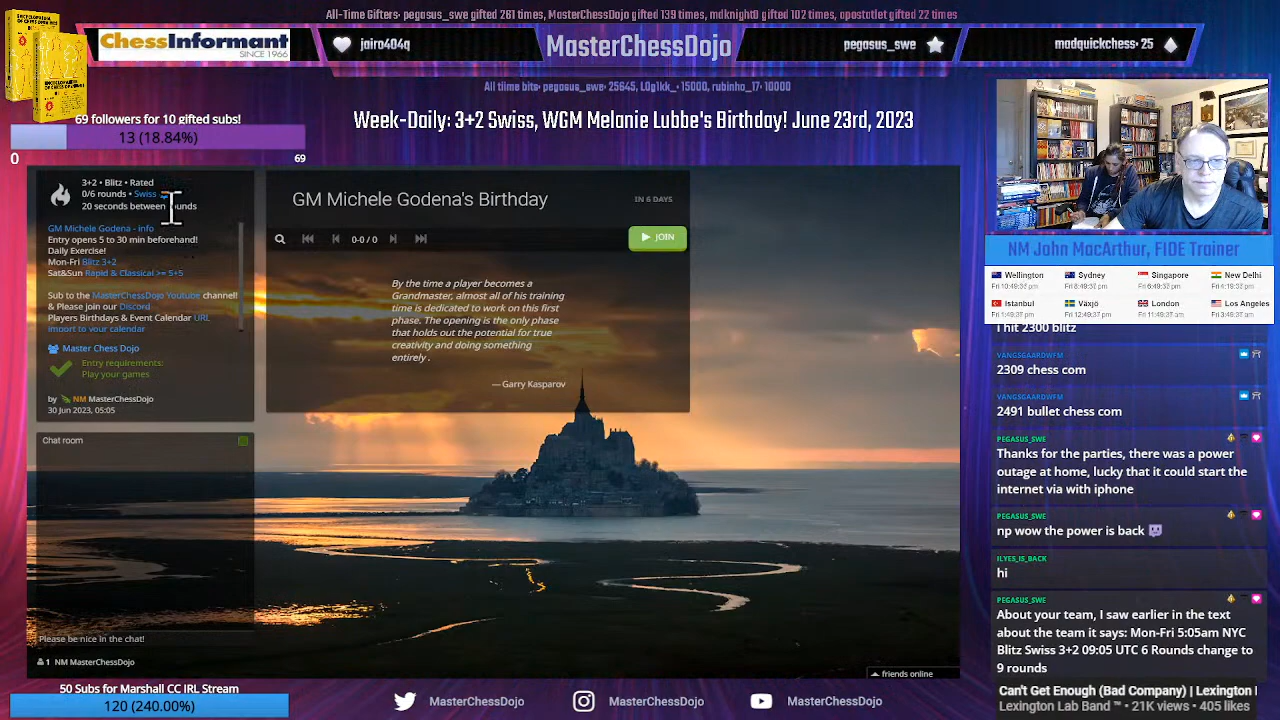 All-Time Gifters· pegasus_swe gifted 261 times, MasterChessDojo gifted 139 times, mdknightD gifted 102 times, opostotlet gifted 22 times
ChessInformant
SINCE 1966
jairo404q
MasterChessDojo
pegasus_swe
madquickchess· 25
All tiime bits· pegasus_swe· 25645, L0g1kk_· 15000, rubinho_17· 10000
69 followers for 10 gifted subs!
13 (18.84%)
0
69
Week-Daily: 3+2 Swiss, WGM Melanie Lubbe's Birthday! June 23rd, 2023
3+2 • Blitz • Rated
0/6 rounds • Swiss
20 seconds between rounds
GM Michele Godena - info
Entry opens 5 to 30 min beforehand!
Daily Exercise!
Mon-Fri Blitz 3+2
Sat&Sun Rapid & Classical >= 5+5
Sub to the MasterChessDojo Youtube channel!
& Please join our Discord
Players Birthdays & Event Calendar URL
import to your calendar
Master Chess Dojo
Entry requirements:
Play your games
by NM MasterChessDojo
30 Jun 2023, 05:05
GM Michele Godena's Birthday
IN 6 DAYS
0-0 / 0
JOIN
By the time a player becomes a
Grandmaster, almost all of his training
time is dedicated to work on this first
phase. The opening is the only phase
that holds out the potential for true
creativity and doing something
entirely .
— Garry Kasparov
Chat room
Please be nice in the chat!
1 NM MasterChessDojo
friends online
NM John MacArthur, FIDE Trainer
Wellington
Sydney
Singapore
New Delhi
Istanbul
Växjö
London
Los Angeles
I hit 2300 blitz
VANGSGAARDWFM
2309 chess com
VANGSGAARDWFM
2491 bullet chess com
PEGASUS_SWE
Thanks for the parties, there was a power
outage at home, lucky that it could start the
internet via with iphone
PEGASUS_SWE
np wow the power is back
ILYES_IS_BACK
hi
PEGASUS_SWE
About your team, I saw earlier in the text
about the team it says: Mon-Fri 5:05am NYC
Blitz Swiss 3+2 09:05 UTC 6 Rounds change to
9 rounds
Can't Get Enough (Bad Company) | Lexington
Lexington Lab Band ™ • 21K views • 405 likes
50 Subs for Marshall CC IRL Stream
120 (240.00%)
MasterChessDojo
MasterChessDojo
MasterChessDojo